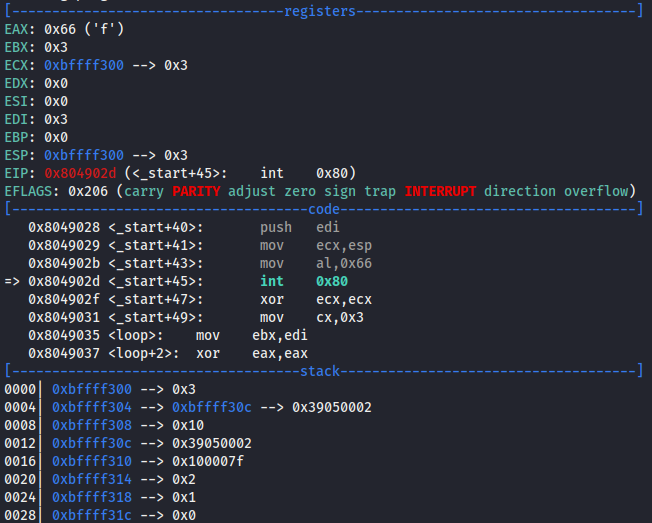 [----------------------------------registers-----------------------------------]
EAX: 0x66 ('f')
EBX: 0x3
ECX: 0xbffff300 --> 0x3
EDX: 0x0
ESI: 0x0
EDI: 0x3
EBP: 0x0
ESP: 0xbffff300 --> 0x3
EIP: 0x804902d (<_start+45>: int 0x80)
EFLAGS: 0x206 (carry PARITY adjust zero sign trap INTERRUPT direction overflow)
[-------------------------------------code-------------------------------------]
0x8049028 <_start+40>: push edi
0x8049029 <_start+41>: mov ecx,esp
0x804902b <_start+43>: mov al,0x66
=> 0x804902d <_start+45>: int 0x80
0x804902f <_start+47>: xor ecx,ecx
0x8049031 <_start+49>: mov cx,0x3
0x8049035 <loop>: mov ebx,edi
0x8049037 <loop+2>: xor eax,eax
[------------------------------------stack-------------------------------------]
0000| 0xbffff300 --> 0x3
0004| 0xbffff304 --> 0xbffff30c --> 0x39050002
0008| 0xbffff308 --> 0x10
0012| 0xbffff30c --> 0x39050002
0016| 0xbffff310 --> 0x100007f
0020| 0xbffff314 --> 0x2
0024| 0xbffff318 --> 0x1
0028| 0xbffff31c --> 0x0